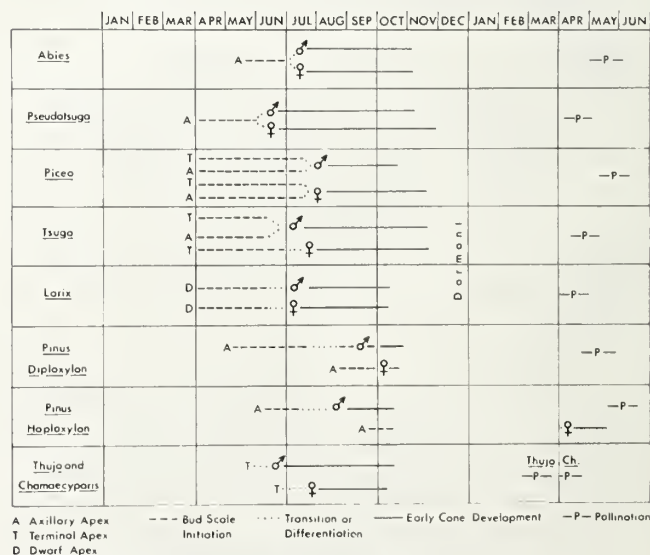 JAN FEB MAR APR MAY JUN JUL AUG SEP OCT NOV DEC JAN FEB MAR APR MAY JUN
Abies A ♂ ♀ P
Pseudotsuga A ♂ ♀ P
Picea T A ♂ T A ♀ P
Tsuga T A ♂ T ♀ P
Dormant
Larix D ♂ D ♀ P
Pinus A ♂ P
Diploxylon A ♀
Pinus A ♂ P
Haploxylon A ♀
Thuja and T ♂ Thuja Ch.
Chamaecyparis T ♀ P P
A Axillary Apex --- Bud Scale Initiation ... Transition or Differentiation — Early Cone Development —P— Pollination
T Terminal Apex
D Dwarf Apex